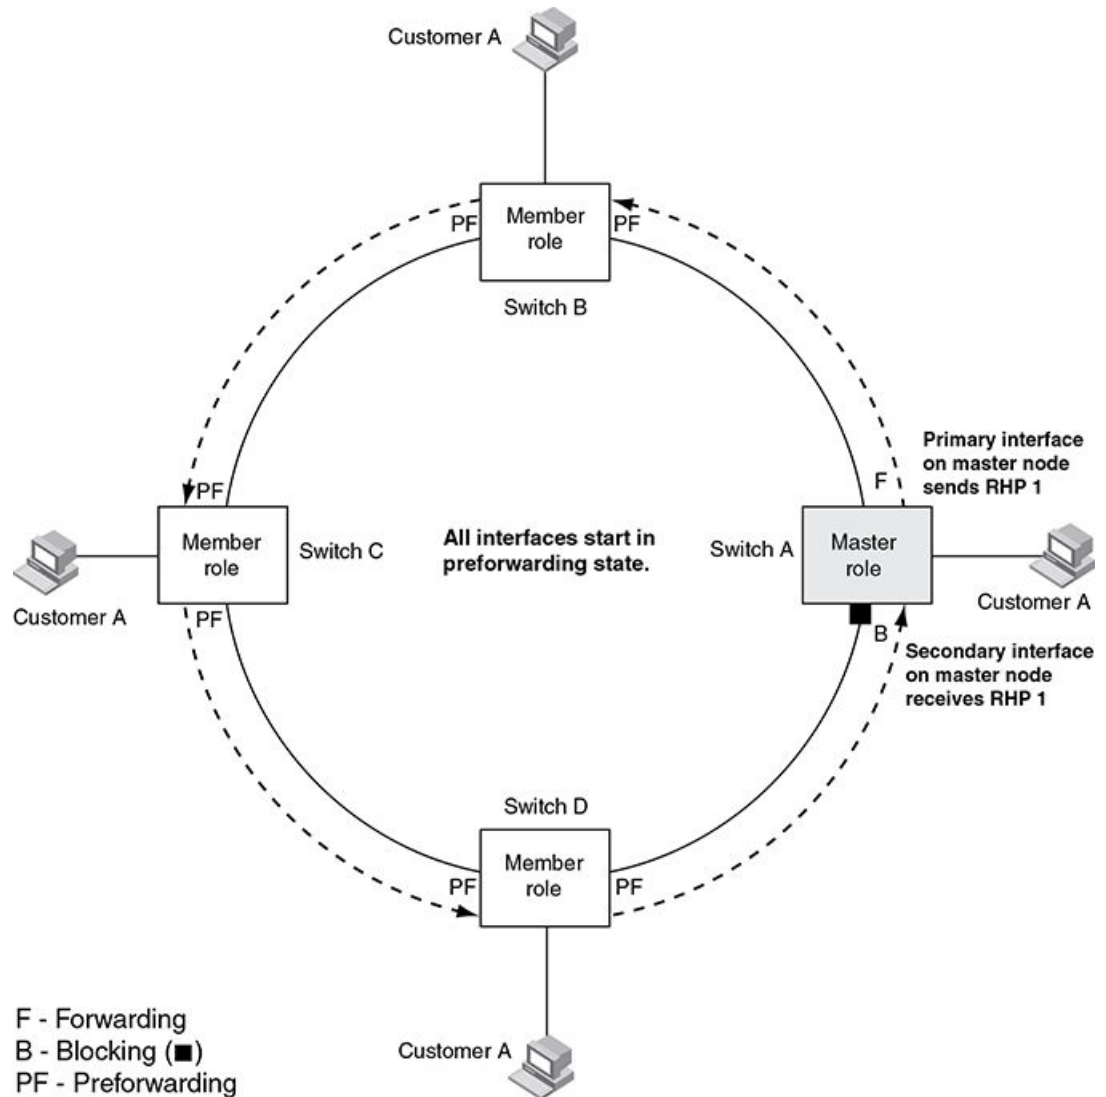 Customer A
PF
Member
role
PF
Switch B
Primary interface
on master node
sends RHP 1
F
PF
Member
role
Switch C
All interfaces start in
preforwarding state.
Switch A
Master
role
Customer A
PF
Customer A
B
Secondary interface
on master node
receives RHP 1
Switch D
PF
Member
role
PF
F - Forwarding
B - Blocking (■)
PF - Preforwarding
Customer A